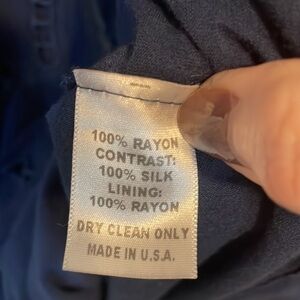 100% RAYON
CONTRAST:
100% SILK
LINING:
100% RAYON
DRY CLEAN ONLY
MADE IN U.S.A.